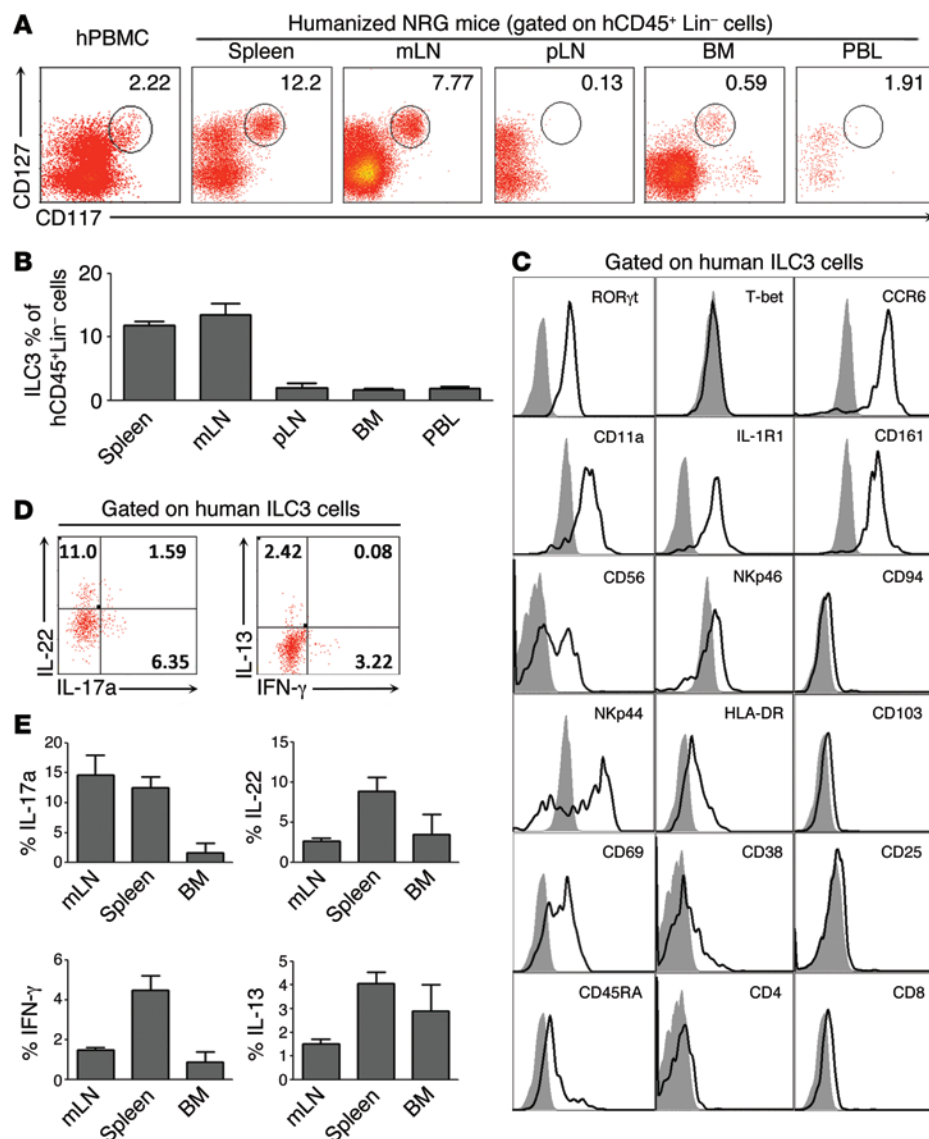 A
hPBMC
Humanized NRG mice (gated on hCD45⁺ Lin⁻ cells)
Spleen mLN pLN BM PBL
2.22 12.2 7.77 0.13 0.59 1.91
CD127
CD117
B
ILC3 % of
hCD45⁺Lin⁻ cells
20
10
0
Spleen mLN pLN BM PBL
C
Gated on human ILC3 cells
RORγt T-bet CCR6
CD11a IL-1R1 CD161
CD56 NKp46 CD94
NKp44 HLA-DR CD103
CD69 CD38 CD25
CD45RA CD4 CD8
D
Gated on human ILC3 cells
11.0 1.59
6.35
IL-22
IL-17a
2.42 0.08
3.22
IL-13
IFN-γ
E
% IL-17a
20
15
10
5
0
mLN Spleen BM
% IL-22
15
10
5
0
mLN Spleen BM
% IFN-γ
6
4
2
0
mLN Spleen BM
% IL-13
5
4
3
2
1
0
mLN Spleen BM